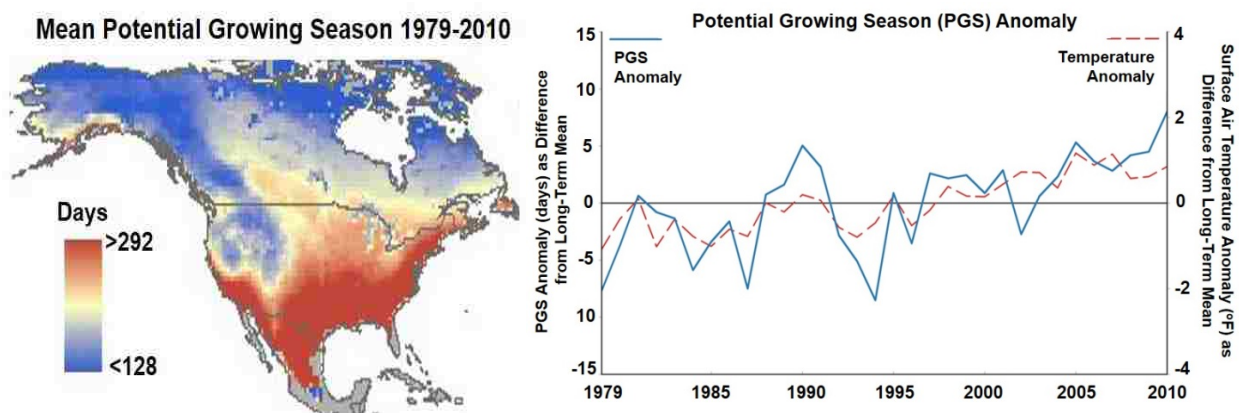 Mean Potential Growing Season 1979-2010
Days
>292
<128
Potential Growing Season (PGS) Anomaly
PGS
Anomaly
Temperature
Anomaly
PGS Anomaly (days) as Difference
from Long-Term Mean
15
10
5
0
-5
10
-15
4
2
0
-2
-4
Surface Air Temperature Anomaly (ºF) as
Difference from Long-Term Mean
1979
1985
1990
1995
2000
2005
2010